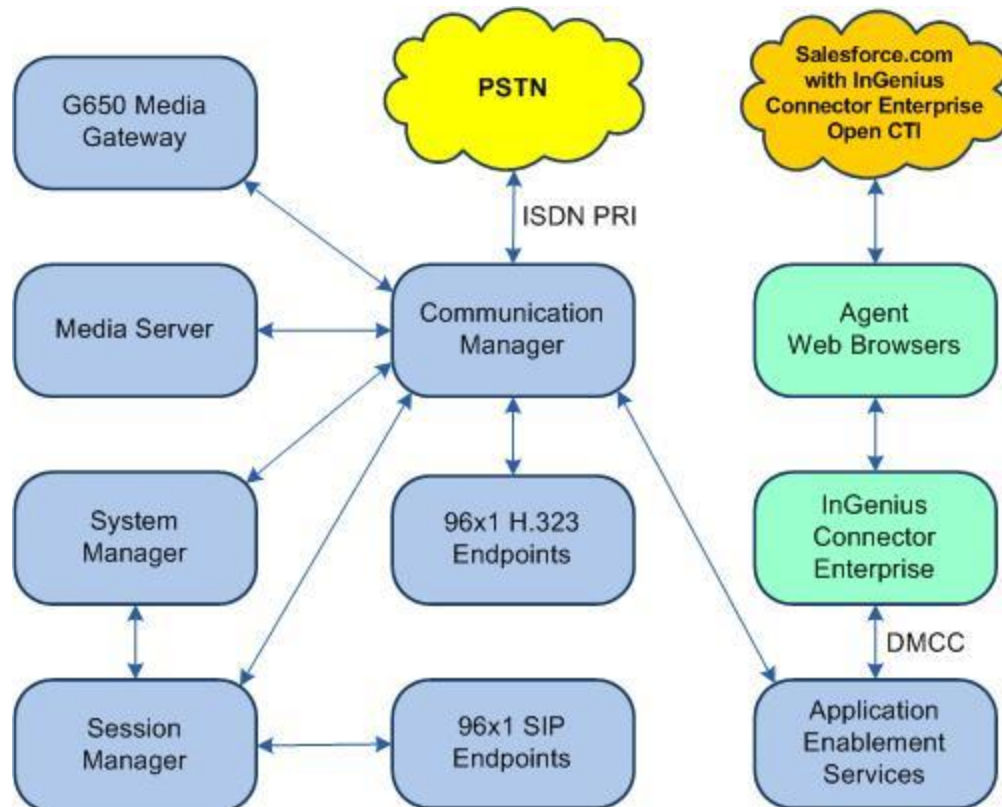 G650 Media
Gateway
PSTN
Salesforce.com
with InGenius
Connector Enterprise
Open CTI
ISDN PRI
Media Server
Communication
Manager
Agent
Web Browsers
System
Manager
96x1 H.323
Endpoints
InGenius
Connector
Enterprise
DMCC
Session
Manager
96x1 SIP
Endpoints
Application
Enablement
Services